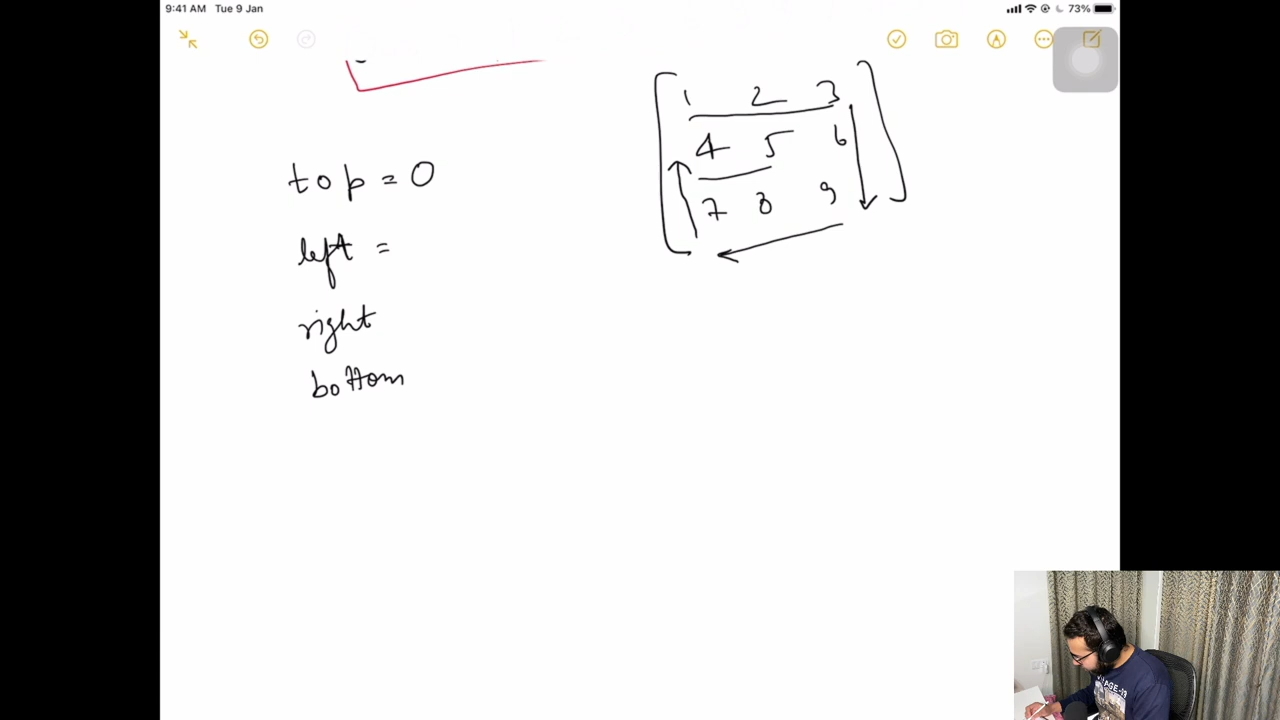 9:41 AM Tue 9 Jan
73%
1 2 3
4 5 6
7 8 9
top = 0
left =
right
bottom